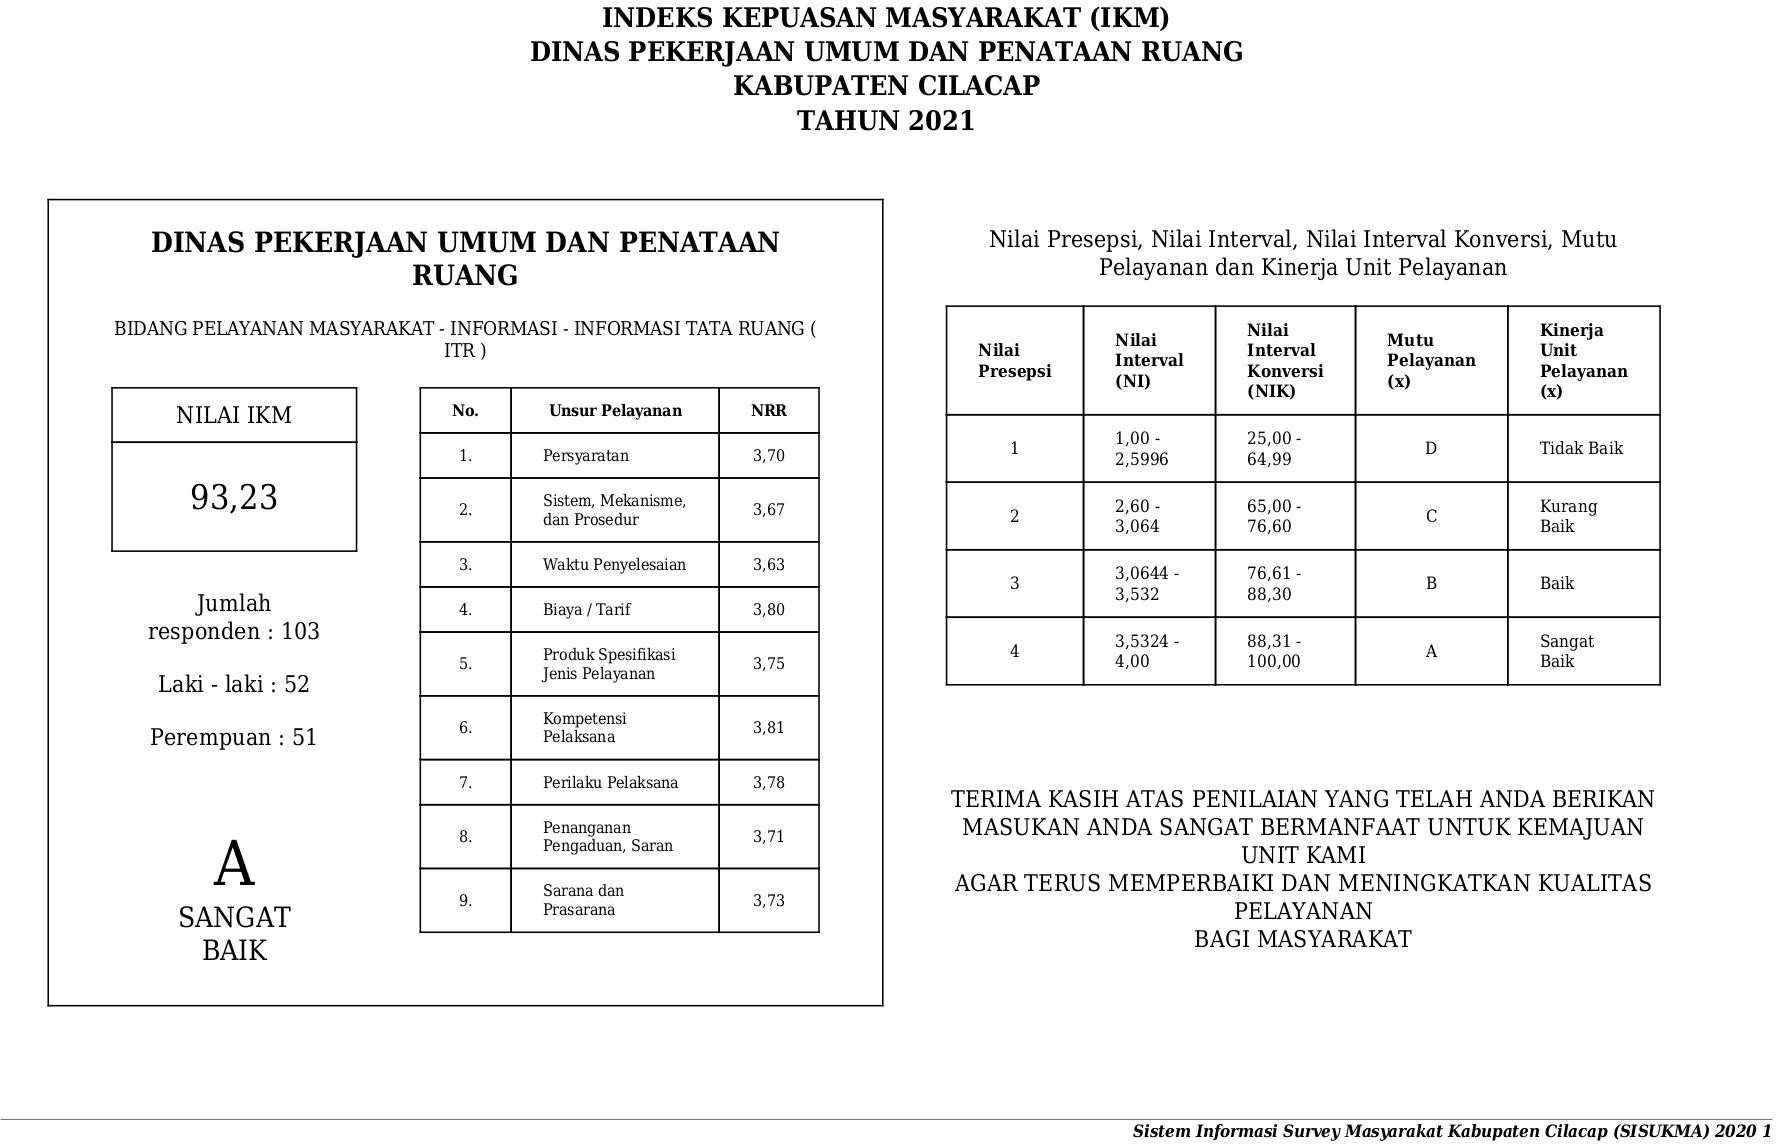 INDEKS KEPUASAN MASYARAKAT (IKM)
DINAS PEKERJAAN UMUM DAN PENATAAN RUANG
KABUPATEN CILACAP
TAHUN 2021
DINAS PEKERJAAN UMUM DAN PENATAAN
RUANG
BIDANG PELAYANAN MASYARAKAT - INFORMASI - INFORMASI TATA RUANG (
ITR )
NILAI IKM
93,23
Jumlah
responden : 103
Laki - laki : 52
Perempuan : 51
A
SANGAT
BAIK
No. Unsur Pelayanan NRR
1. Persyaratan 3,70
2. Sistem, Mekanisme,
dan Prosedur 3,67
3. Waktu Penyelesaian 3,63
4. Biaya / Tarif 3,80
5. Produk Spesifikasi
Jenis Pelayanan 3,75
6. Kompetensi
Pelaksana 3,81
7. Perilaku Pelaksana 3,78
8. Penanganan
Pengaduan, Saran 3,71
9. Sarana dan
Prasarana 3,73
Nilai Presepsi, Nilai Interval, Nilai Interval Konversi, Mutu
Pelayanan dan Kinerja Unit Pelayanan
Nilai
Presepsi
Nilai
Interval
(NI)
Nilai
Interval
Konversi
(NIK)
Mutu
Pelayanan
(x)
Kinerja
Unit
Pelayanan
(x)
1 1,00 -
2,5996 25,00 -
64,99 D Tidak Baik
2 2,60 -
3,064 65,00 -
76,60 C Kurang
Baik
3 3,0644 -
3,532 76,61 -
88,30 B Baik
4 3,5324 -
4,00 88,31 -
100,00 A Sangat
Baik
TERIMA KASIH ATAS PENILAIAN YANG TELAH ANDA BERIKAN
MASUKAN ANDA SANGAT BERMANFAAT UNTUK KEMAJUAN
UNIT KAMI
AGAR TERUS MEMPERBAIKI DAN MENINGKATKAN KUALITAS
PELAYANAN
BAGI MASYARAKAT
Sistem Informasi Survey Masyarakat Kabupaten Cilacap (SISUKMA) 2020 1